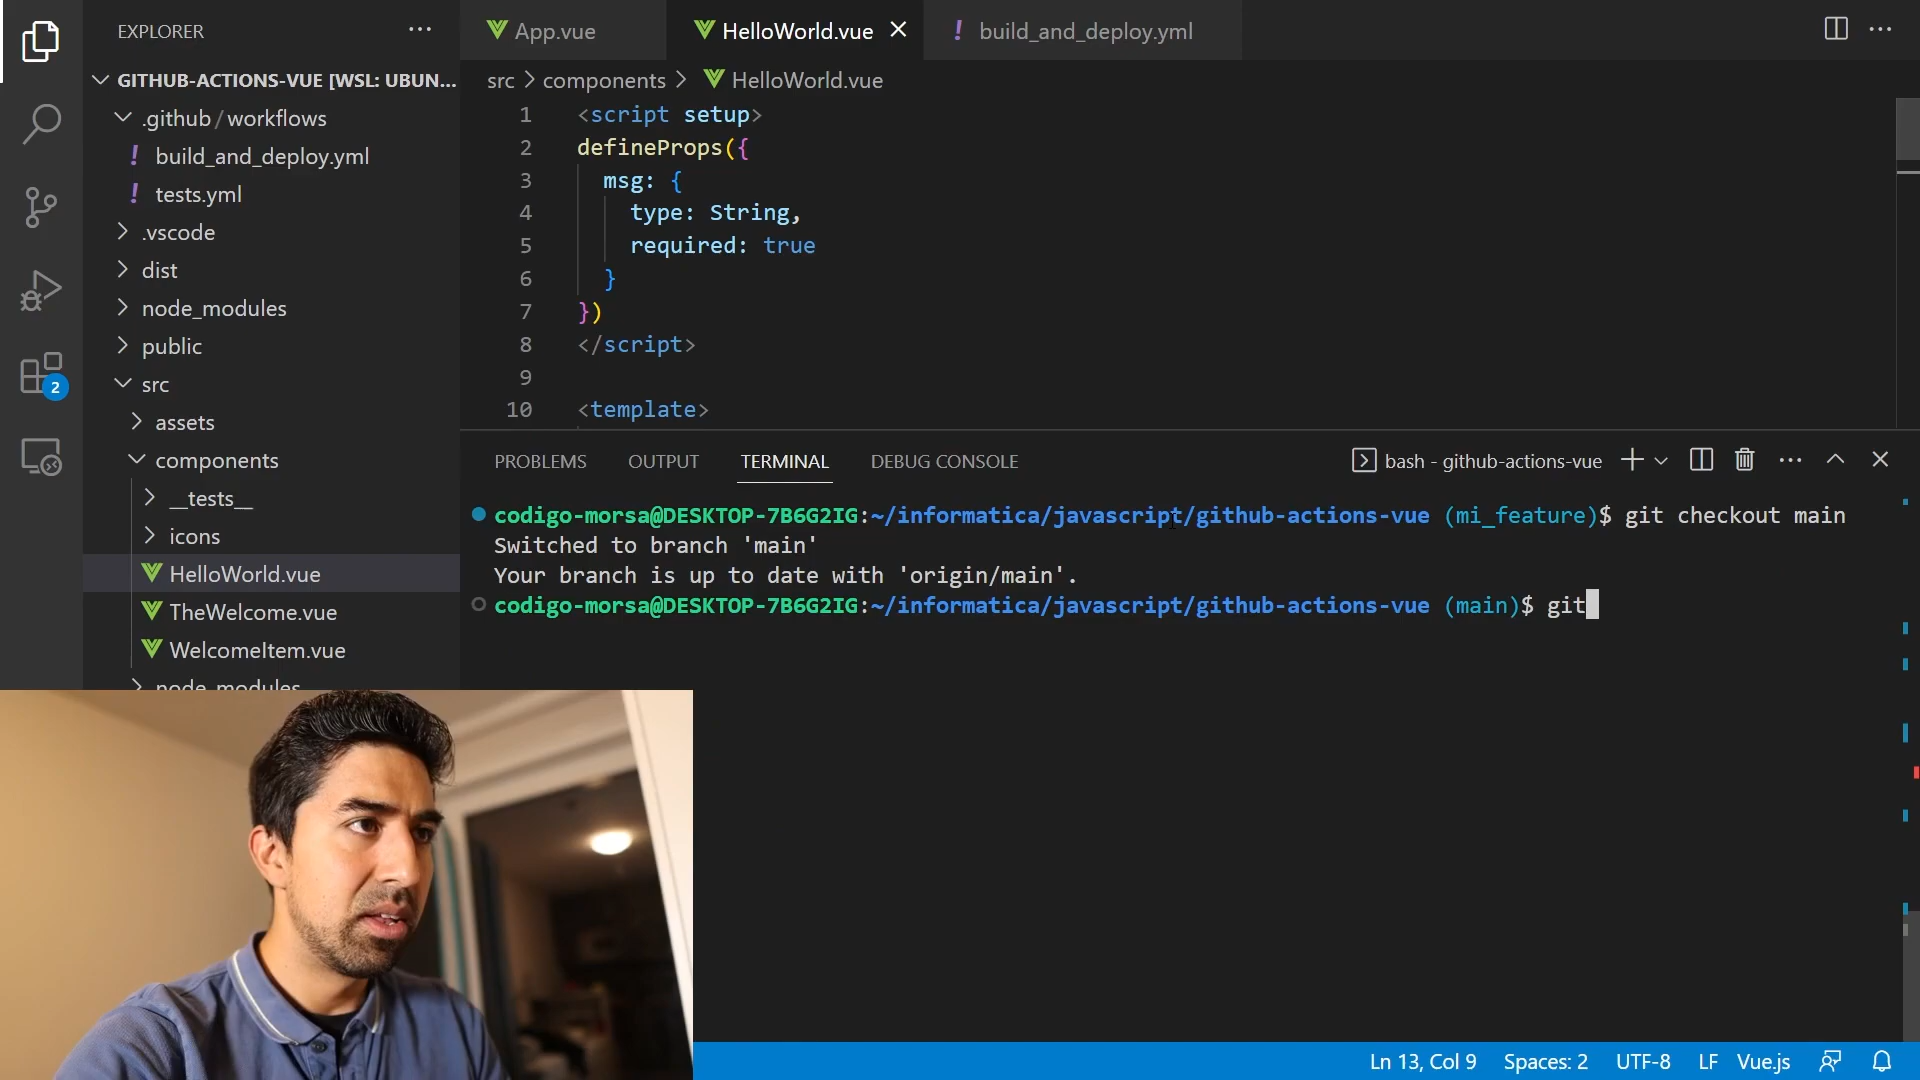 EXPLORER
GITHUB-ACTIONS-VUE [WSL: UBUN...
.github/workflows
! build_and_deploy.yml
! tests.yml
.vscode
dist
node_modules
public
src
assets
components
__tests__
icons
HelloWorld.vue
TheWelcome.vue
WelcomeItem.vue
node_modules
2
App.vue
HelloWorld.vue
! build_and_deploy.yml
src > components > HelloWorld.vue
1 <script setup>
2 defineProps({
3 msg: {
4 type: String,
5 required: true
6 }
7 })
8 </script>
9
10 <template>
PROBLEMS OUTPUT TERMINAL DEBUG CONSOLE
bash - github-actions-vue
codigo-morsa@DESKTOP-7B6G2IG:~/informatica/javascript/github-actions-vue (mi_feature)$ git checkout main
Switched to branch 'main'
Your branch is up to date with 'origin/main'.
codigo-morsa@DESKTOP-7B6G2IG:~/informatica/javascript/github-actions-vue (main)$ git
Ln 13, Col 9 Spaces: 2 UTF-8 LF Vue.js